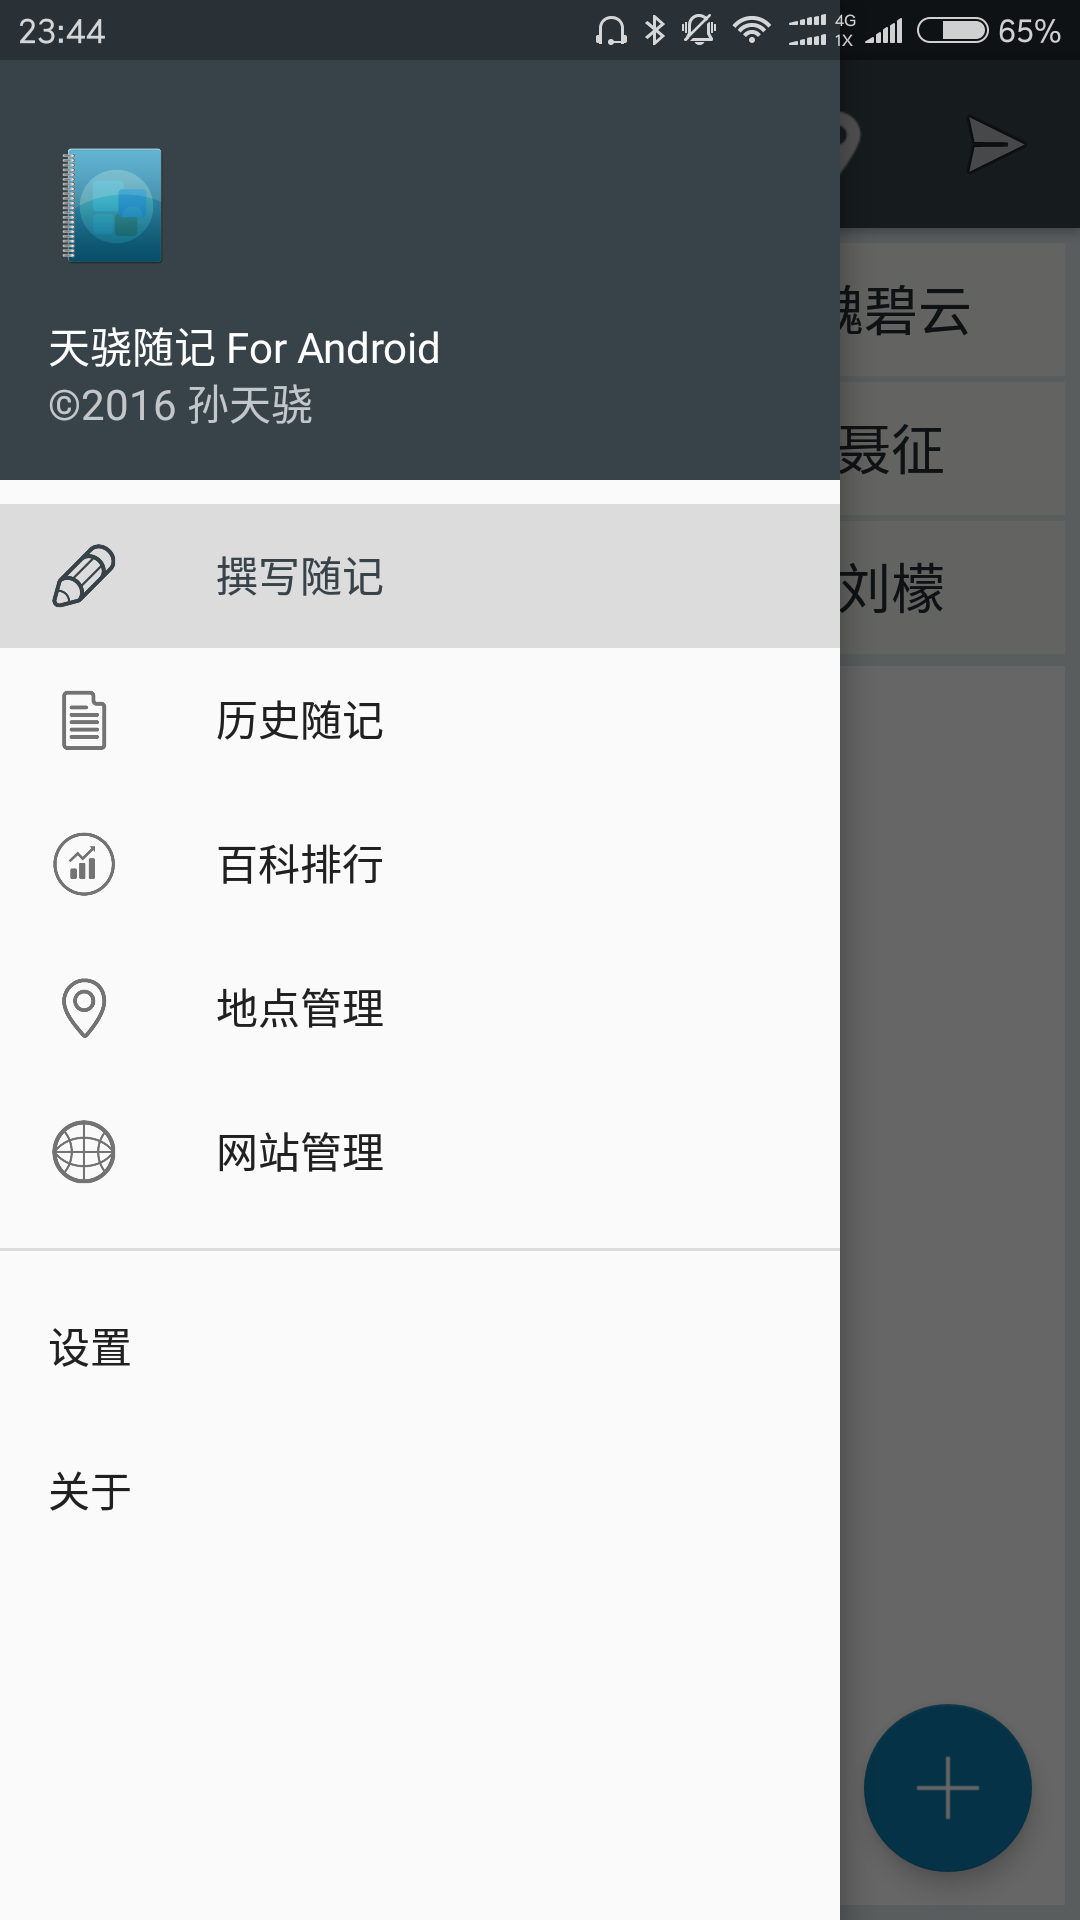 23:44
4G
1X
65%
天骁随记 For Android
©2016 孙天骁
撰写随记
历史随记
百科排行
地点管理
网站管理
设置
关于
魏碧云
聂征
刘檬